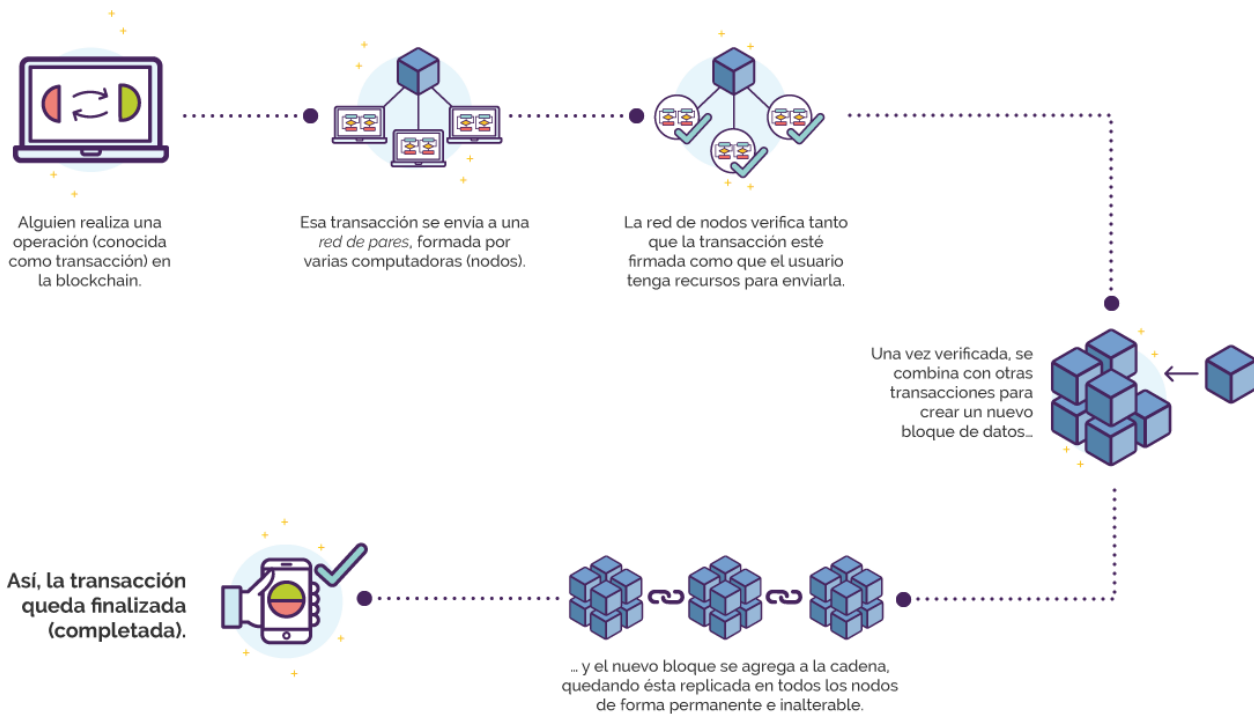 Alguien realiza una
operación (conocida
como transacción) en
la blockchain.
Esa transacción se envía a una
red de pares, formada por
varias computadoras (nodos).
La red de nodos verifica tanto
que la transacción esté
firmada como que el usuario
tenga recursos para enviarla.
Una vez verificada, se
combina con otras
transacciones para
crear un nuevo
bloque de datos...
... y el nuevo bloque se agrega a la cadena,
quedando ésta replicada en todos los nodos
de forma permanente e inalterable.
Así, la transacción
queda finalizada
(completada).